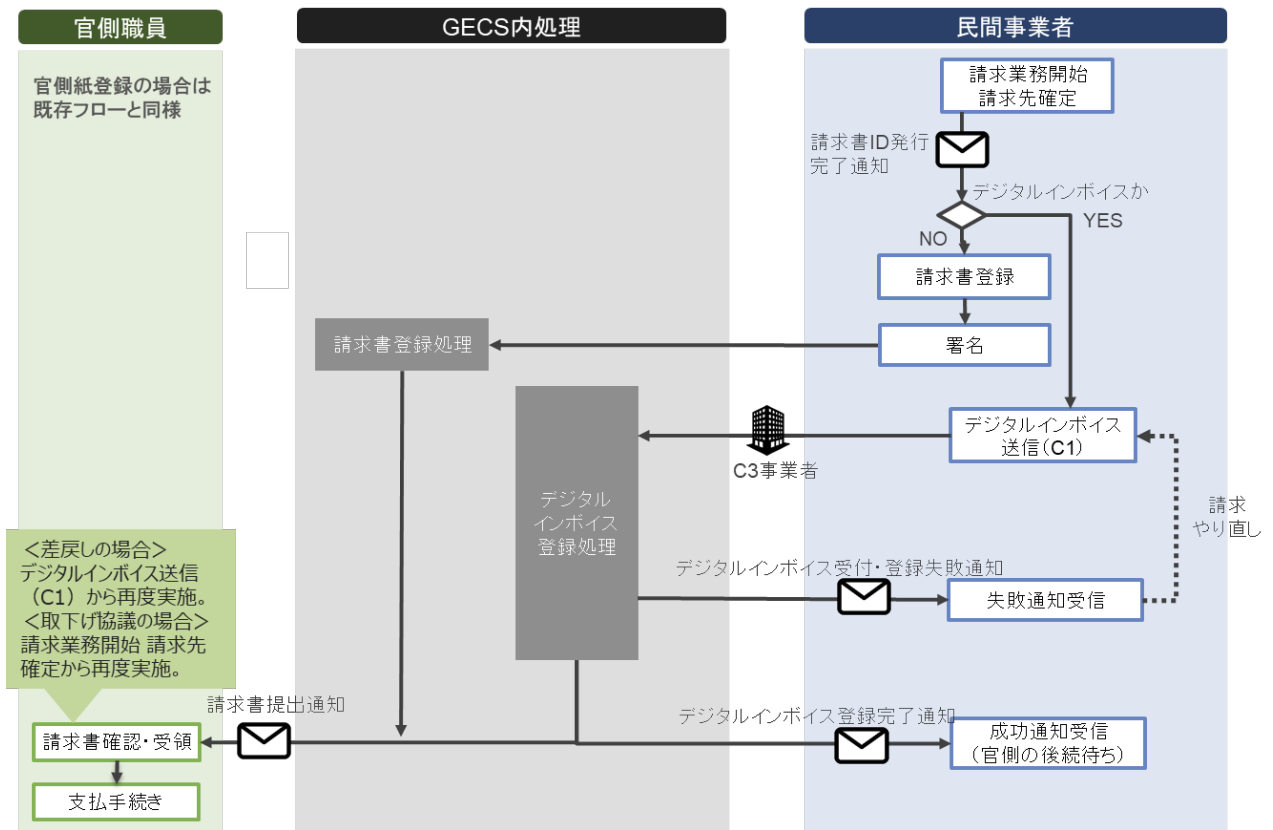 官側職員
GECS内処理
民間事業者
官側紙登録の場合は
既存フローと同様
請求業務開始
請求先確定
請求書ID発行
完了通知
デジタルインボイスか
YES
NO
請求書登録
署名
請求書登録処理
デジタルインボイス
送信（C1）
C3事業者
デジタル
インボイス
登録処理
請求
やり直し
＜差戻しの場合＞
デジタルインボイス送信
（C1）から再度実施。
＜取下げ協議の場合＞
請求業務開始 請求先
確定から再度実施。
デジタルインボイス受付・登録失敗通知
失敗通知受信
請求書提出通知
デジタルインボイス登録完了通知
請求書確認・受領
成功通知受信
（官側の後続待ち）
支払手続き